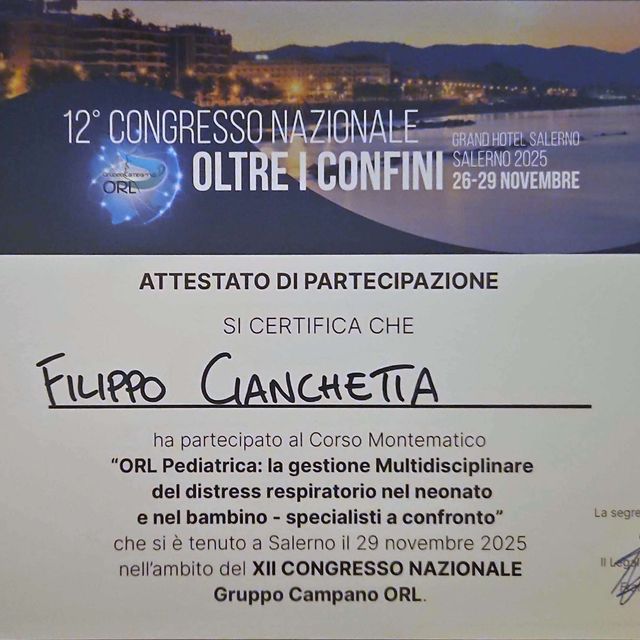 12° CONGRESSO NAZIONALE
OLTRE I CONFINI
GRAND HOTEL SALERNO
SALERNO 2025
26-29 NOVEMBRE
GruppoCampano
ORL
ATTESTATO DI PARTECIPAZIONE
SI CERTIFICA CHE
FILIPPO CIANCHETTA
ha partecipato al Corso Montematico
“ORL Pediatrica: la gestione Multidisciplinare
del distress respiratorio nel neonato
e nel bambino - specialisti a confronto”
che si è tenuto a Salerno il 29 novembre 2025
nell’ambito del XII CONGRESSO NAZIONALE
Gruppo Campano ORL.
La segre
Il Lega